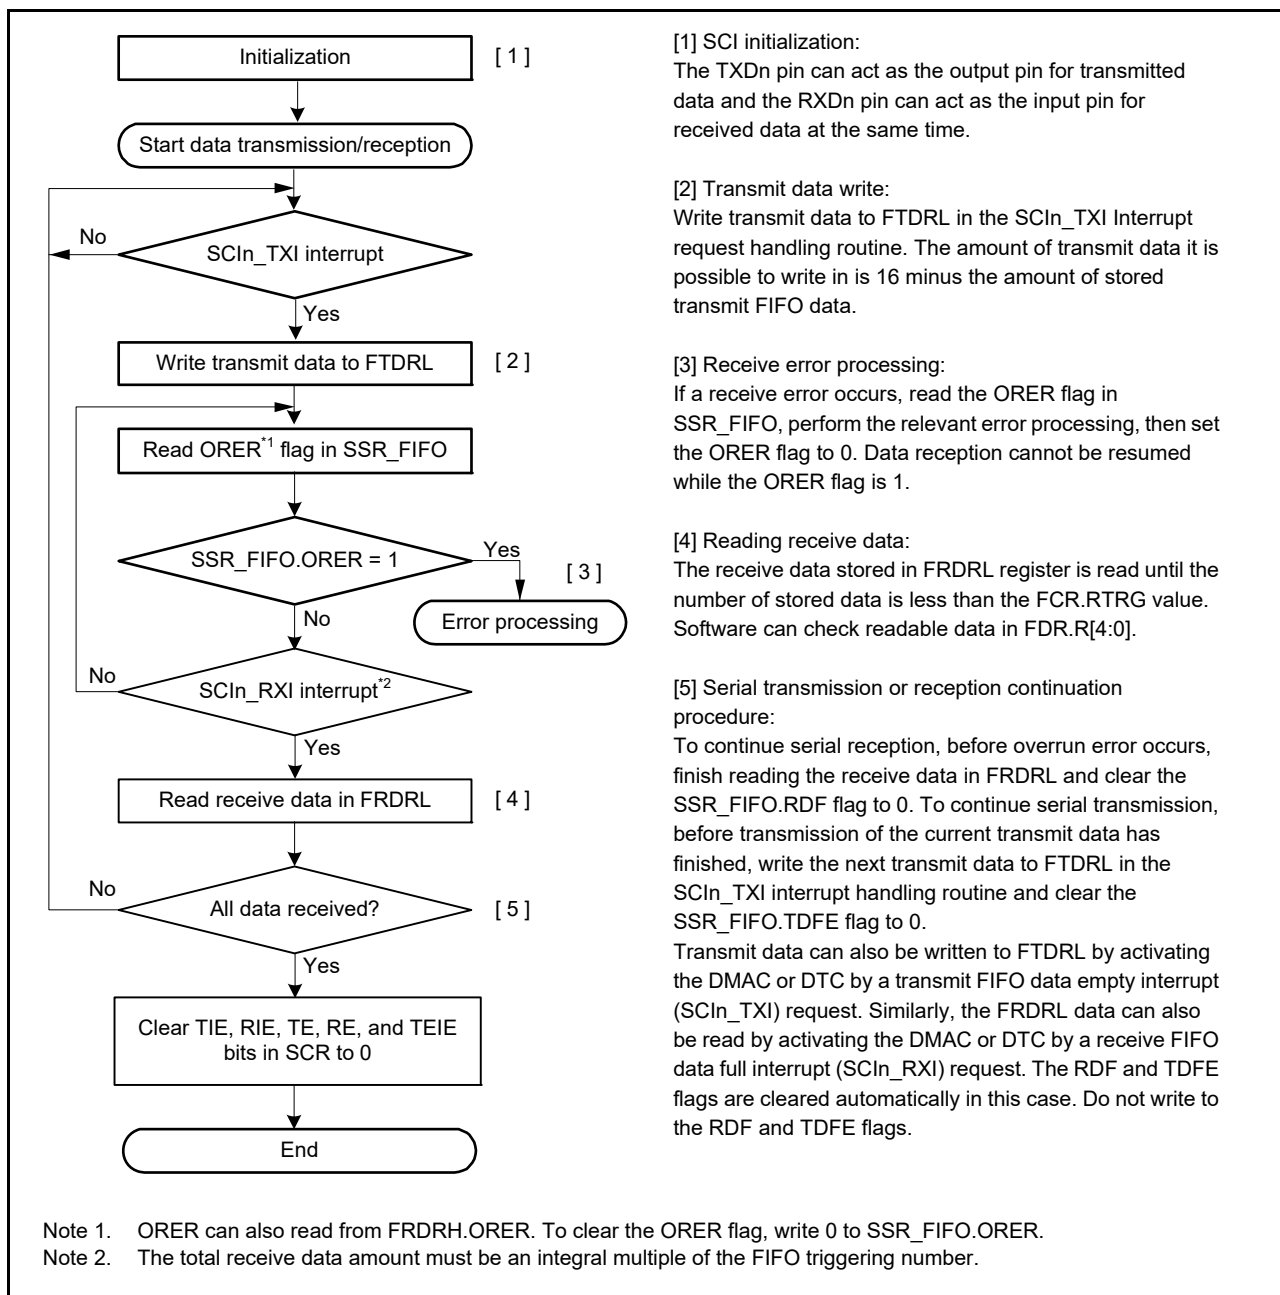 Initialization
[ 1 ]
Start data transmission/reception
No
SCIn_TXI interrupt
Yes
Write transmit data to FTDRL
[ 2 ]
Read ORER*1 flag in SSR_FIFO
SSR_FIFO.ORER = 1
Yes
[ 3 ]
No
Error processing
No
SCIn_RXI interrupt*2
Yes
Read receive data in FRDRL
[ 4 ]
No
All data received?
[ 5 ]
Yes
Clear TIE, RIE, TE, RE, and TEIE
bits in SCR to 0
End
[1] SCI initialization:
The TXDn pin can act as the output pin for transmitted
data and the RXDn pin can act as the input pin for
received data at the same time.
[2] Transmit data write:
Write transmit data to FTDRL in the SCIn_TXI Interrupt
request handling routine. The amount of transmit data it is
possible to write in is 16 minus the amount of stored
transmit FIFO data.
[3] Receive error processing:
If a receive error occurs, read the ORER flag in
SSR_FIFO, perform the relevant error processing, then set
the ORER flag to 0. Data reception cannot be resumed
while the ORER flag is 1.
[4] Reading receive data:
The receive data stored in FRDRL register is read until the
number of stored data is less than the FCR.RTRG value.
Software can check readable data in FDR.R[4:0].
[5] Serial transmission or reception continuation
procedure:
To continue serial reception, before overrun error occurs,
finish reading the receive data in FRDRL and clear the
SSR_FIFO.RDF flag to 0. To continue serial transmission,
before transmission of the current transmit data has
finished, write the next transmit data to FTDRL in the
SCIn_TXI interrupt handling routine and clear the
SSR_FIFO.TDFE flag to 0.
Transmit data can also be written to FTDRL by activating
the DMAC or DTC by a transmit FIFO data empty interrupt
(SCIn_TXI) request. Similarly, the FRDRL data can also
be read by activating the DMAC or DTC by a receive FIFO
data full interrupt (SCIn_RXI) request. The RDF and TDFE
flags are cleared automatically in this case. Do not write to
the RDF and TDFE flags.
Note 1. ORER can also read from FRDRH.ORER. To clear the ORER flag, write 0 to SSR_FIFO.ORER.
Note 2. The total receive data amount must be an integral multiple of the FIFO triggering number.